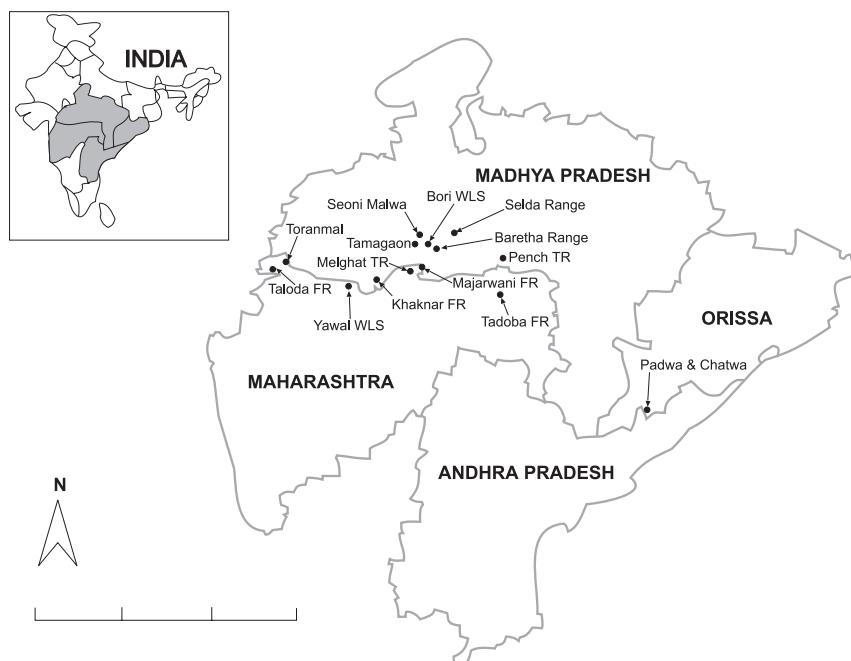 INDIA
MADHYA PRADESH
Bori WLS
Seoni Malwa
Selda Range
Toranmal
Tamagaon
Baretha Range
Melghat TR
Pench TR
Taloda FR
Majarwani FR
Khaknar FR
Yawal WLS
Tadoba FR
ORISSA
Padwa & Chatwa
MAHARASHTRA
ANDHRA PRADESH
N